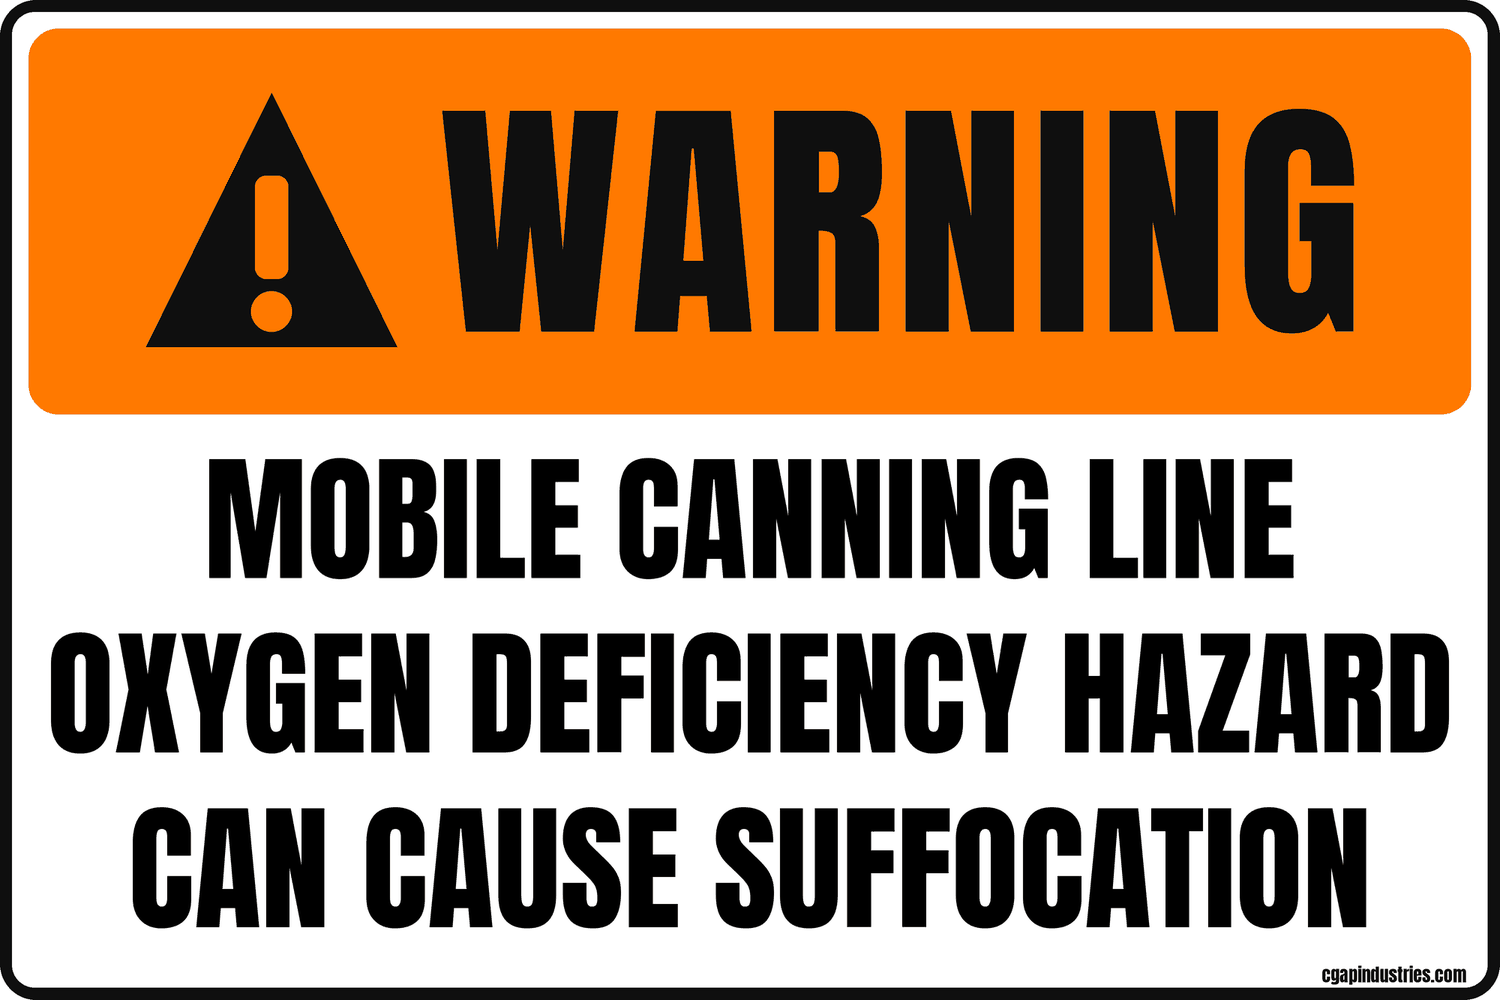 WARNING
MOBILE CANNING LINE
OXYGEN DEFICIENCY HAZARD
CAN CAUSE SUFFOCATION
cgapindustries.com